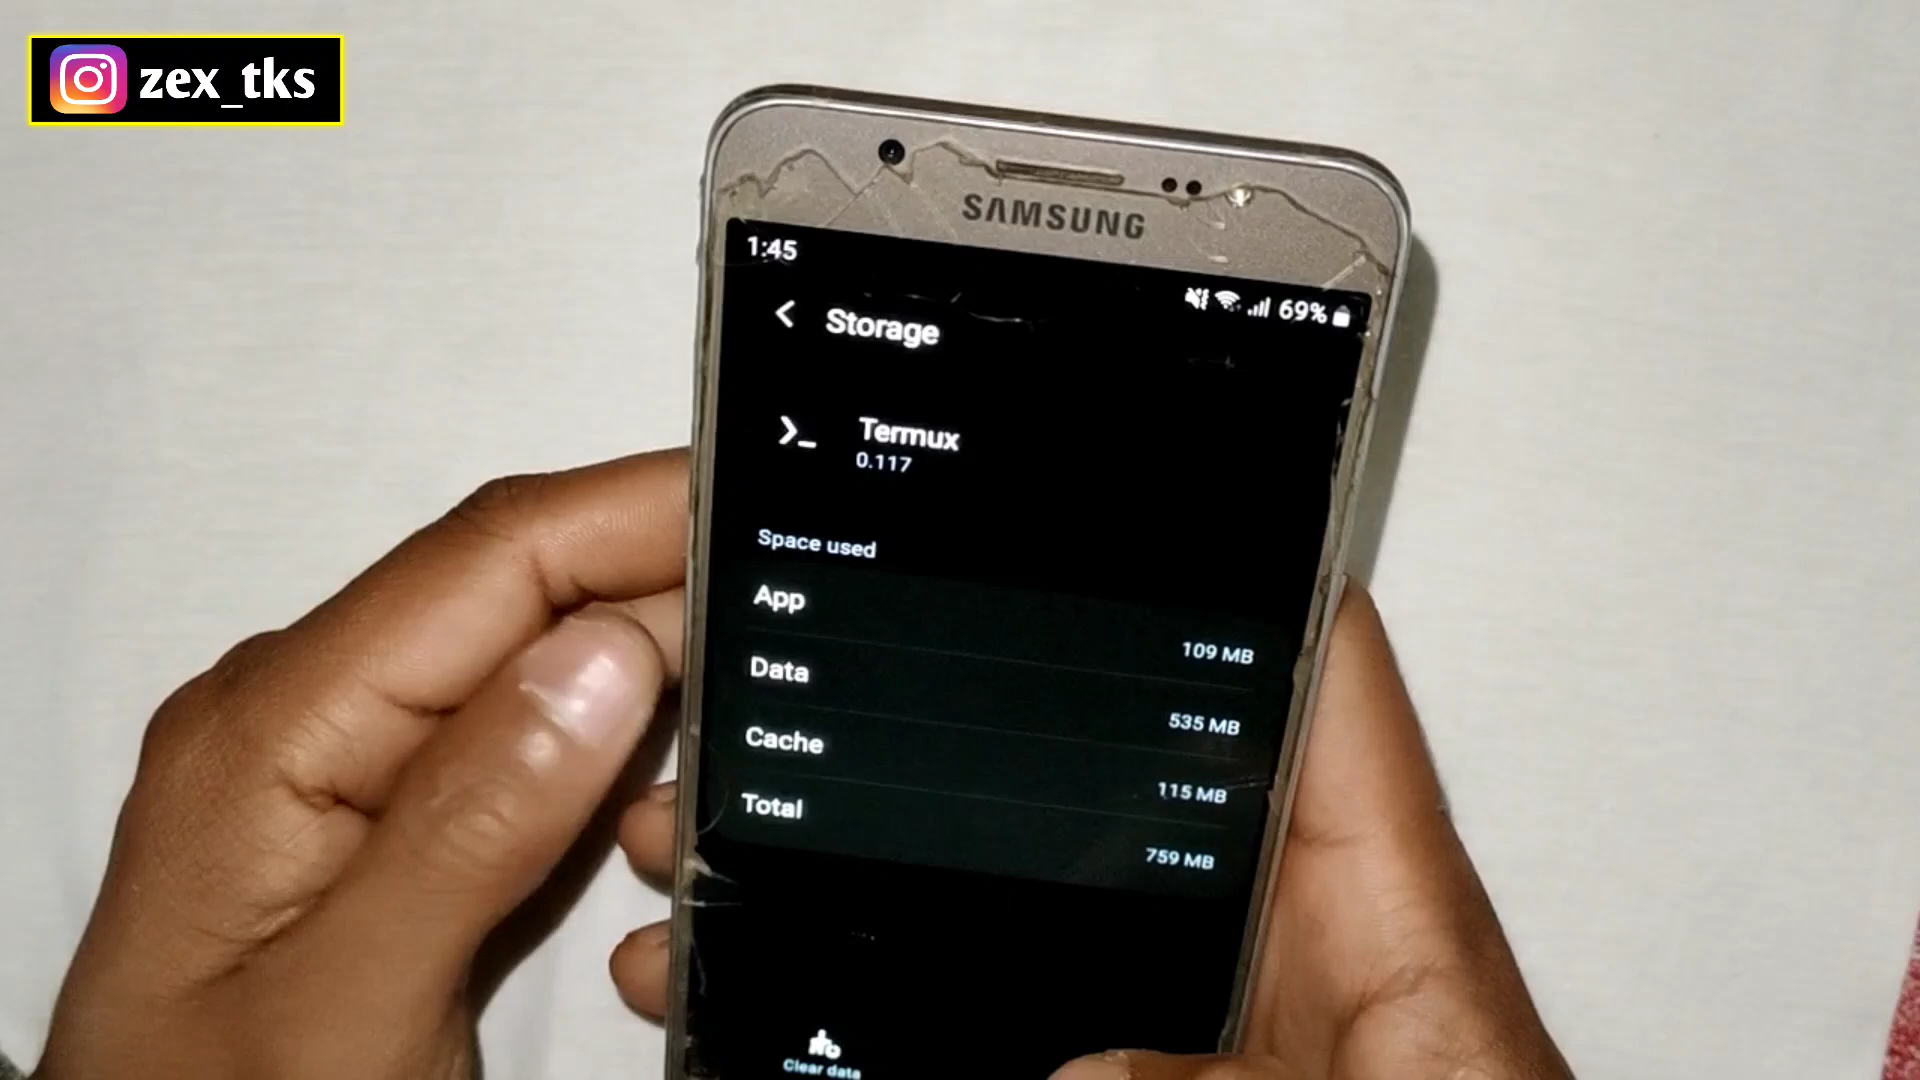 zex_tks
SAMSUNG
1:45
69%
Storage
Termux
0.117
Space used
App
109 MB
Data
535 MB
Cache
115 MB
Total
759 MB
Clear data